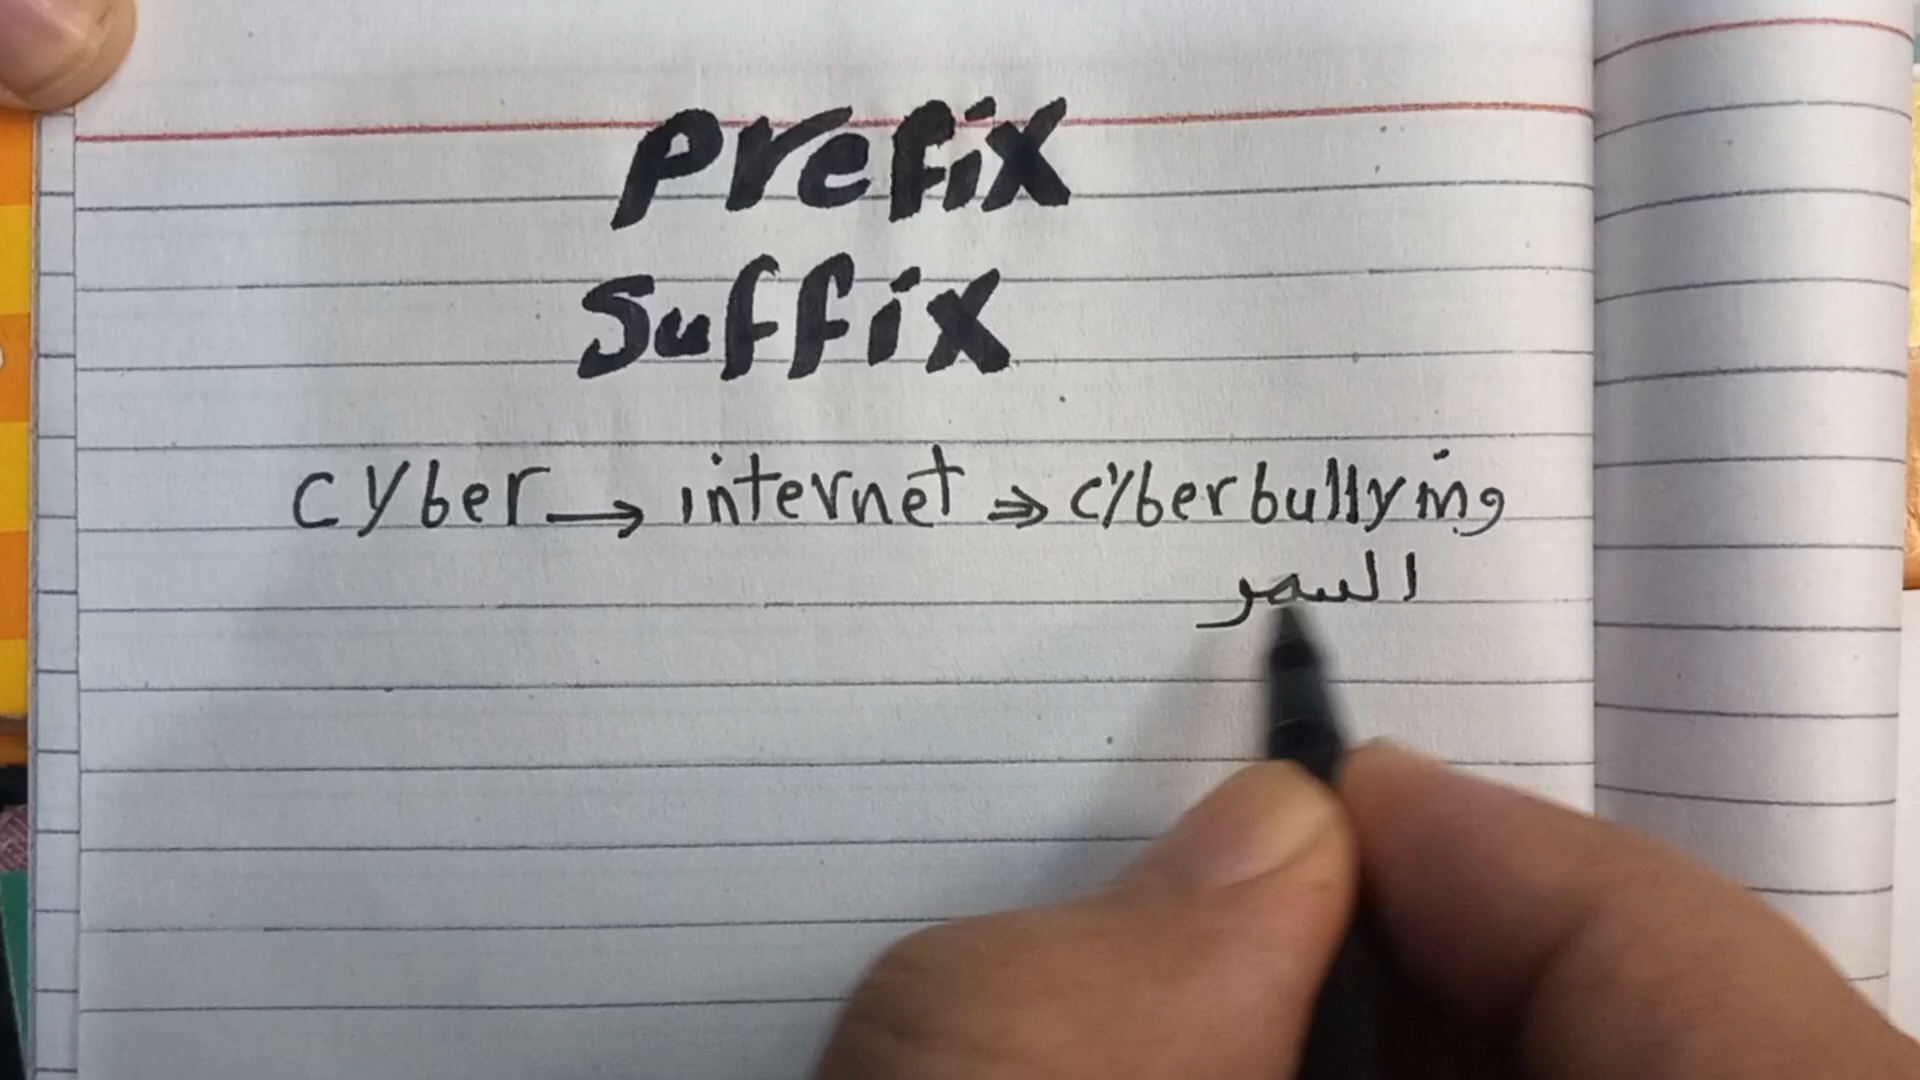 Prefix
Suffix
cyber → internet ⇒ cyberbullying